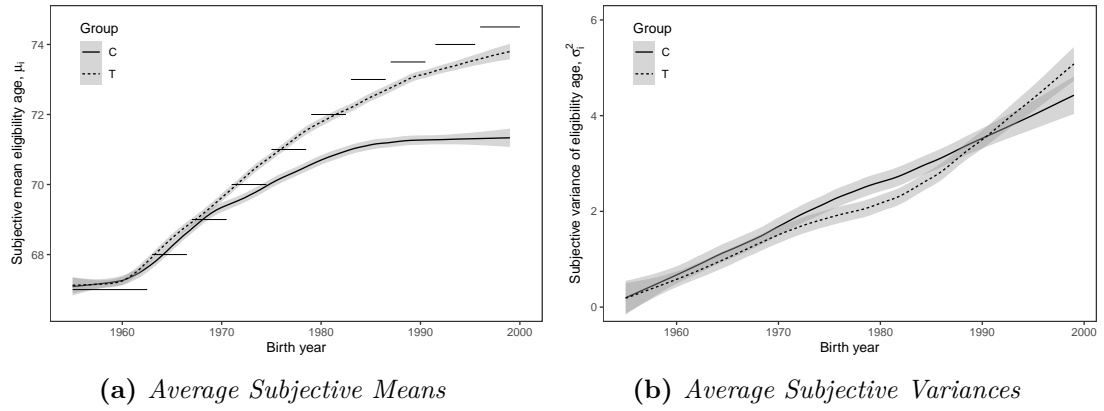 Group
C
T
74
72
70
68
Subjective mean eligibility age, μi
1960
1970
1980
1990
2000
Birth year
(a) Average Subjective Means
Group
C
T
6
4
2
0
Subjective variance of eligibility age, σ²i
1960
1970
1980
1990
2000
Birth year
(b) Average Subjective Variances